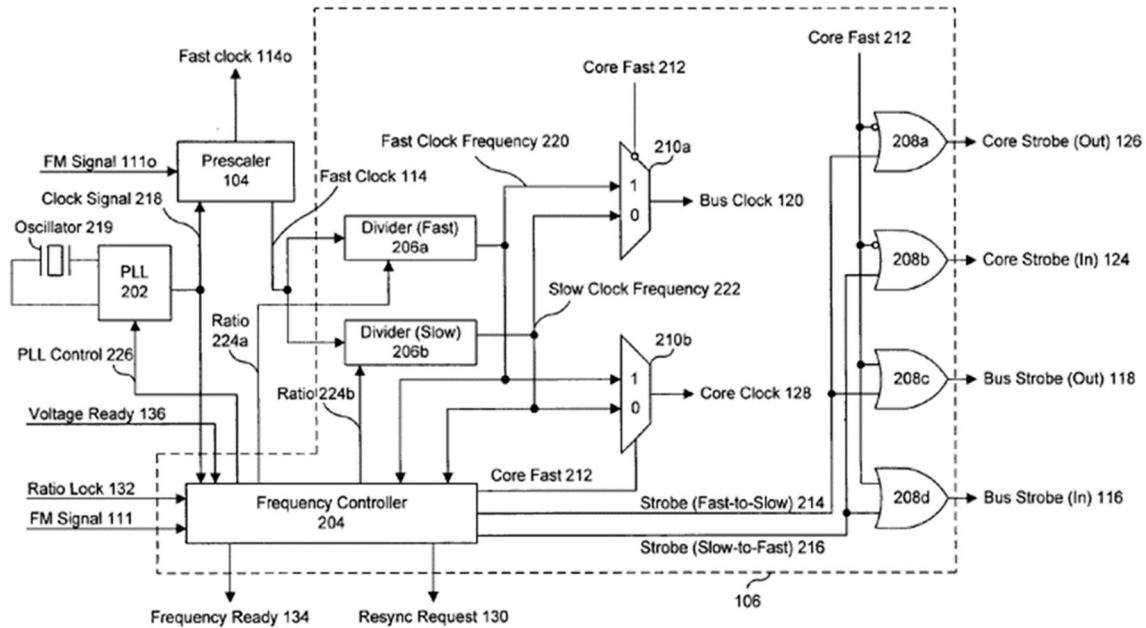 Fast clock 114o
Core Fast 212
Core Fast 212
Fast Clock Frequency 220
210a
208a
Core Strobe (Out) 126
FM Signal 111o
Prescaler
104
Fast Clock 114
1
0
Bus Clock 120
Clock Signal 218
Oscillator 219
PLL
202
Divider (Fast)
206a
208b
Core Strobe (In) 124
Slow Clock Frequency 222
Ratio
224a
Divider (Slow)
206b
210b
PLL Control 226
1
0
Core Clock 128
208c
Bus Strobe (Out) 118
Ratio 224b
Voltage Ready 136
Core Fast 212
Ratio Lock 132
FM Signal 111
Frequency Controller
204
Strobe (Fast-to-Slow) 214
208d
Bus Strobe (In) 116
Strobe (Slow-to-Fast) 216
106
Frequency Ready 134
Resync Request 130